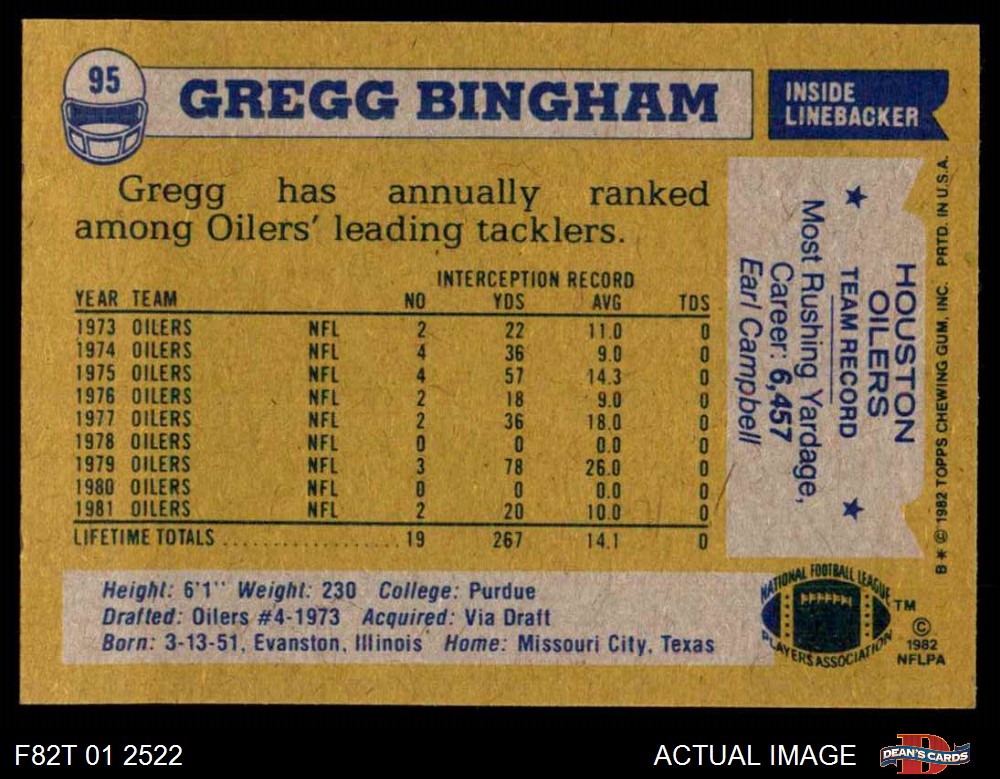 95
GREGG BINGHAM
INSIDE
LINEBACKER
Gregg has annually ranked
among Oilers' leading tacklers.
INTERCEPTION RECORD
YEAR TEAM NO YDS AVG TDS
1973 OILERS NFL 2 22 11.0 0
1974 OILERS NFL 4 36 9.0 0
1975 OILERS NFL 4 57 14.3 0
1976 OILERS NFL 2 18 9.0 0
1977 OILERS NFL 2 36 18.0 0
1978 OILERS NFL 0 0 0.0 0
1979 OILERS NFL 3 78 26.0 0
1980 OILERS NFL 0 0 0.0 0
1981 OILERS NFL 2 20 10.0 0
LIFETIME TOTALS .................... 19 267 14.1 0
Height: 6'1" Weight: 230 College: Purdue
Drafted: Oilers #4-1973 Acquired: Via Draft
Born: 3-13-51, Evanston, Illinois Home: Missouri City, Texas
HOUSTON
OILERS
★ TEAM RECORD ★
Most Rushing Yardage,
Career: 6,457
Earl Campbell
B * © 1982 TOPPS CHEWING GUM, INC. PRTD. IN U.S.A.
NATIONAL FOOTBALL LEAGUE
PLAYERS ASSOCIATION
TM
©
1982
NFLPA
F82T 01 2522
ACTUAL IMAGE
D
DEAN'S CARDS